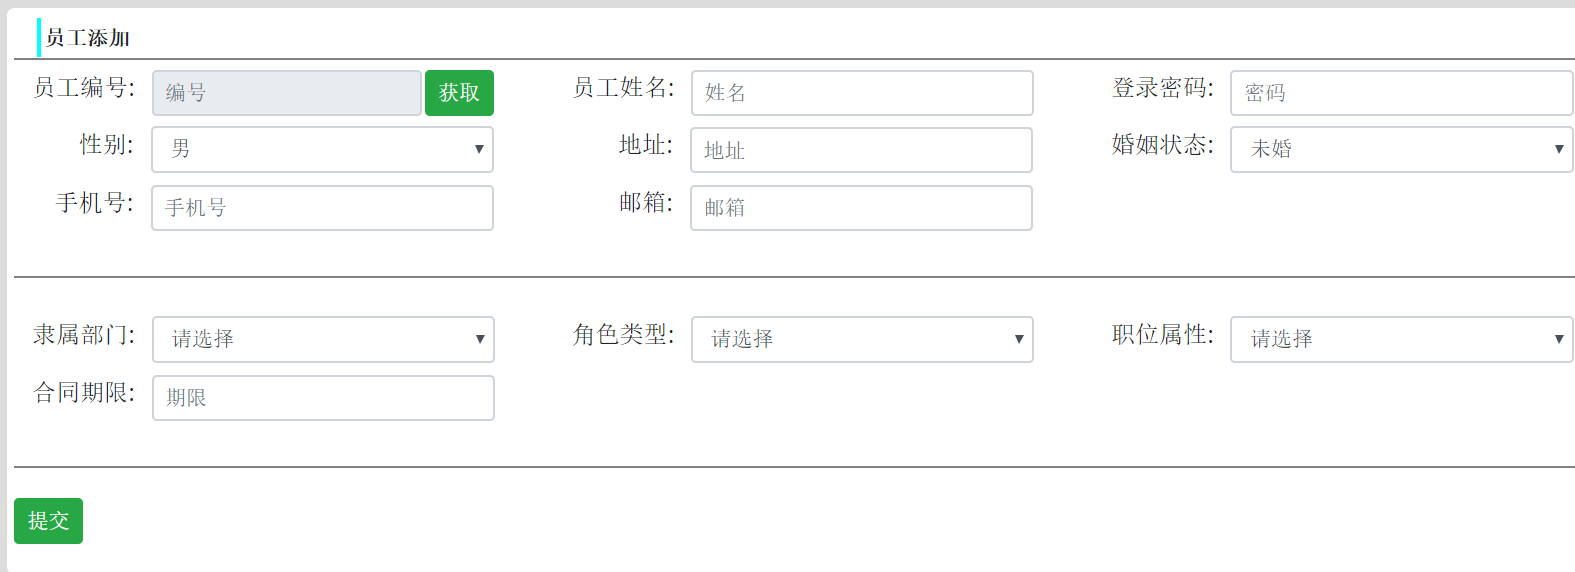 员工添加
员工编号: 编号 获取 员工姓名: 姓名 登录密码: 密码
性别: 男 地址: 地址 婚姻状态: 未婚
手机号: 手机号 邮箱: 邮箱
隶属部门: 请选择 角色类型: 请选择 职位属性: 请选择
合同期限: 期限
提交